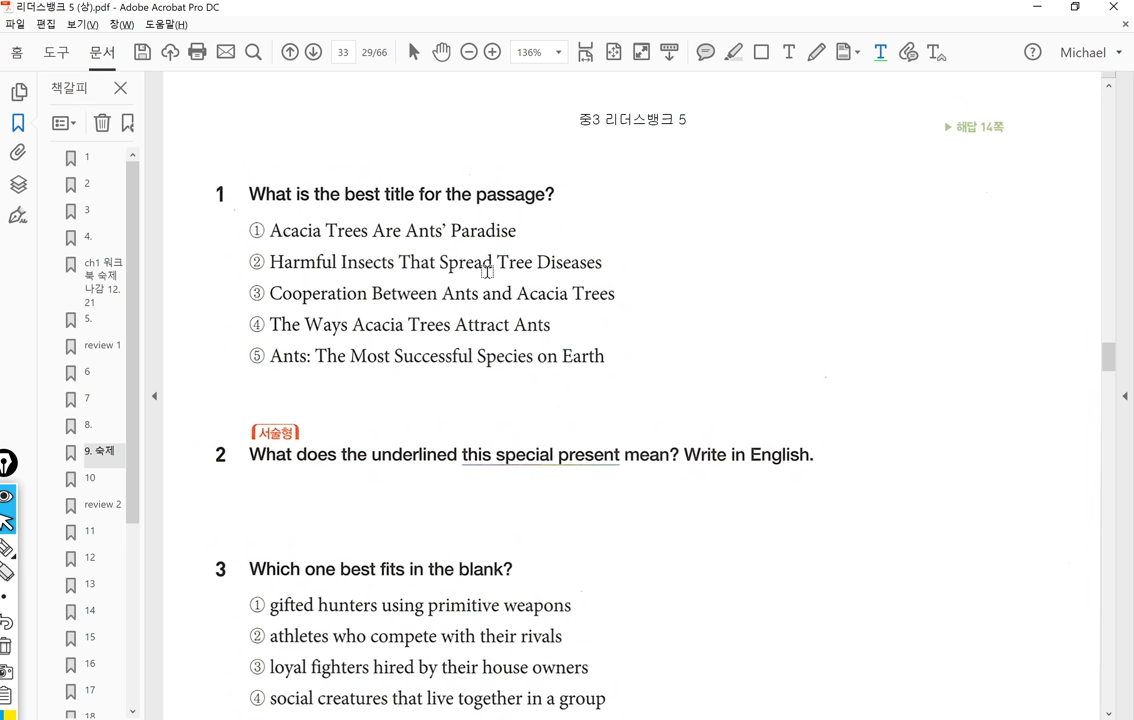 리더스뱅크 5 (상).pdf - Adobe Acrobat Pro DC
파일 편집 보기(V) 창(W) 도움말(H)
홈 도구 문서 33 29/66 136% Michael
책갈피
1
2
3
4.
ch1 워크
북 숙제
나감 12.
21
5.
review 1
6
7
8.
9. 숙제
10
review 2
11
12
13
14
15
16
17
18
중3 리더스뱅크 5
▶ 해답 14쪽
1 What is the best title for the passage?
① Acacia Trees Are Ants' Paradise
② Harmful Insects That Spread Tree Diseases
③ Cooperation Between Ants and Acacia Trees
④ The Ways Acacia Trees Attract Ants
⑤ Ants: The Most Successful Species on Earth
서술형
2 What does the underlined this special present mean? Write in English.
3 Which one best fits in the blank?
① gifted hunters using primitive weapons
② athletes who compete with their rivals
③ loyal fighters hired by their house owners
④ social creatures that live together in a group